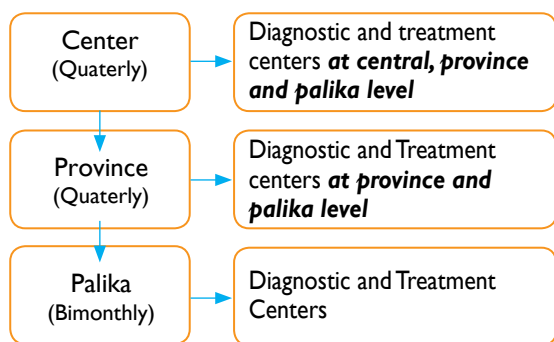 Center
(Quaterly)
Diagnostic and treatment
centers at central, province
and palika level
Province
(Quaterly)
Diagnostic and Treatment
centers at province and
palika level
Palika
(Bimonthly)
Diagnostic and Treatment
Centers